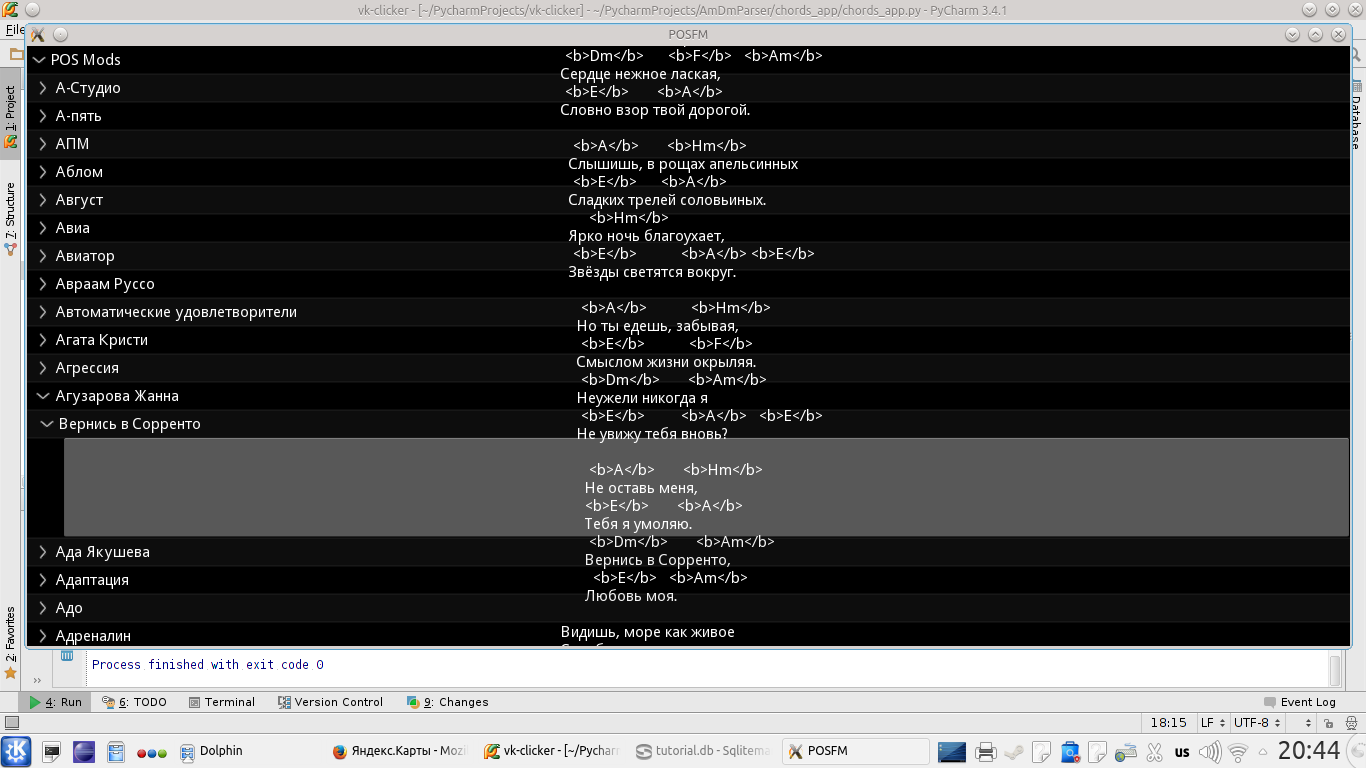 vk-clicker - [~/PycharmProjects/vk-clicker] - ~/PycharmProjects/AmDmParser/chords_app/chords_app.py - PyCharm 3.4.1
File
POSFM
1: Project
7: Structure
2: Favorites
Database
POS Mods
А-Студио
А-пять
АПМ
Аблом
Август
Авиа
Авиатор
Авраам Руссо
Автоматические удовлетворители
Агата Кристи
Агрессия
Агузарова Жанна
Вернись в Сорренто
Ада Якушева
Адаптация
Адо
Адреналин
<b>Dm</b> <b>F</b> <b>Am</b>
Сердце нежное лаская,
<b>E</b> <b>A</b>
Словно взор твой дорогой.
<b>A</b> <b>Hm</b>
Слышишь, в рощах апельсинных
<b>E</b> <b>A</b>
Сладких трелей соловьиных.
<b>Hm</b>
Ярко ночь благоухает,
<b>E</b> <b>A</b> <b>E</b>
Звёзды светятся вокруг.
<b>A</b> <b>Hm</b>
Но ты едешь, забывая,
<b>E</b> <b>F</b>
Смыслом жизни окрыляя.
<b>Dm</b> <b>Am</b>
Неужели никогда я
<b>E</b> <b>A</b> <b>E</b>
Не увижу тебя вновь?
<b>A</b> <b>Hm</b>
Не оставь меня,
<b>E</b> <b>A</b>
Тебя я умоляю.
<b>Dm</b> <b>Am</b>
Вернись в Сорренто,
<b>E</b> <b>Am</b>
Любовь моя.
Видишь, море как живое
Process finished with exit code 0
4: Run
6: TODO
Terminal
Version Control
9: Changes
Event Log
18:15
LF
UTF-8
Dolphin
Яндекс.Карты - Mozi
vk-clicker - [~/Pychar
tutorial.db - Sqlitema
POSFM
us
20:44